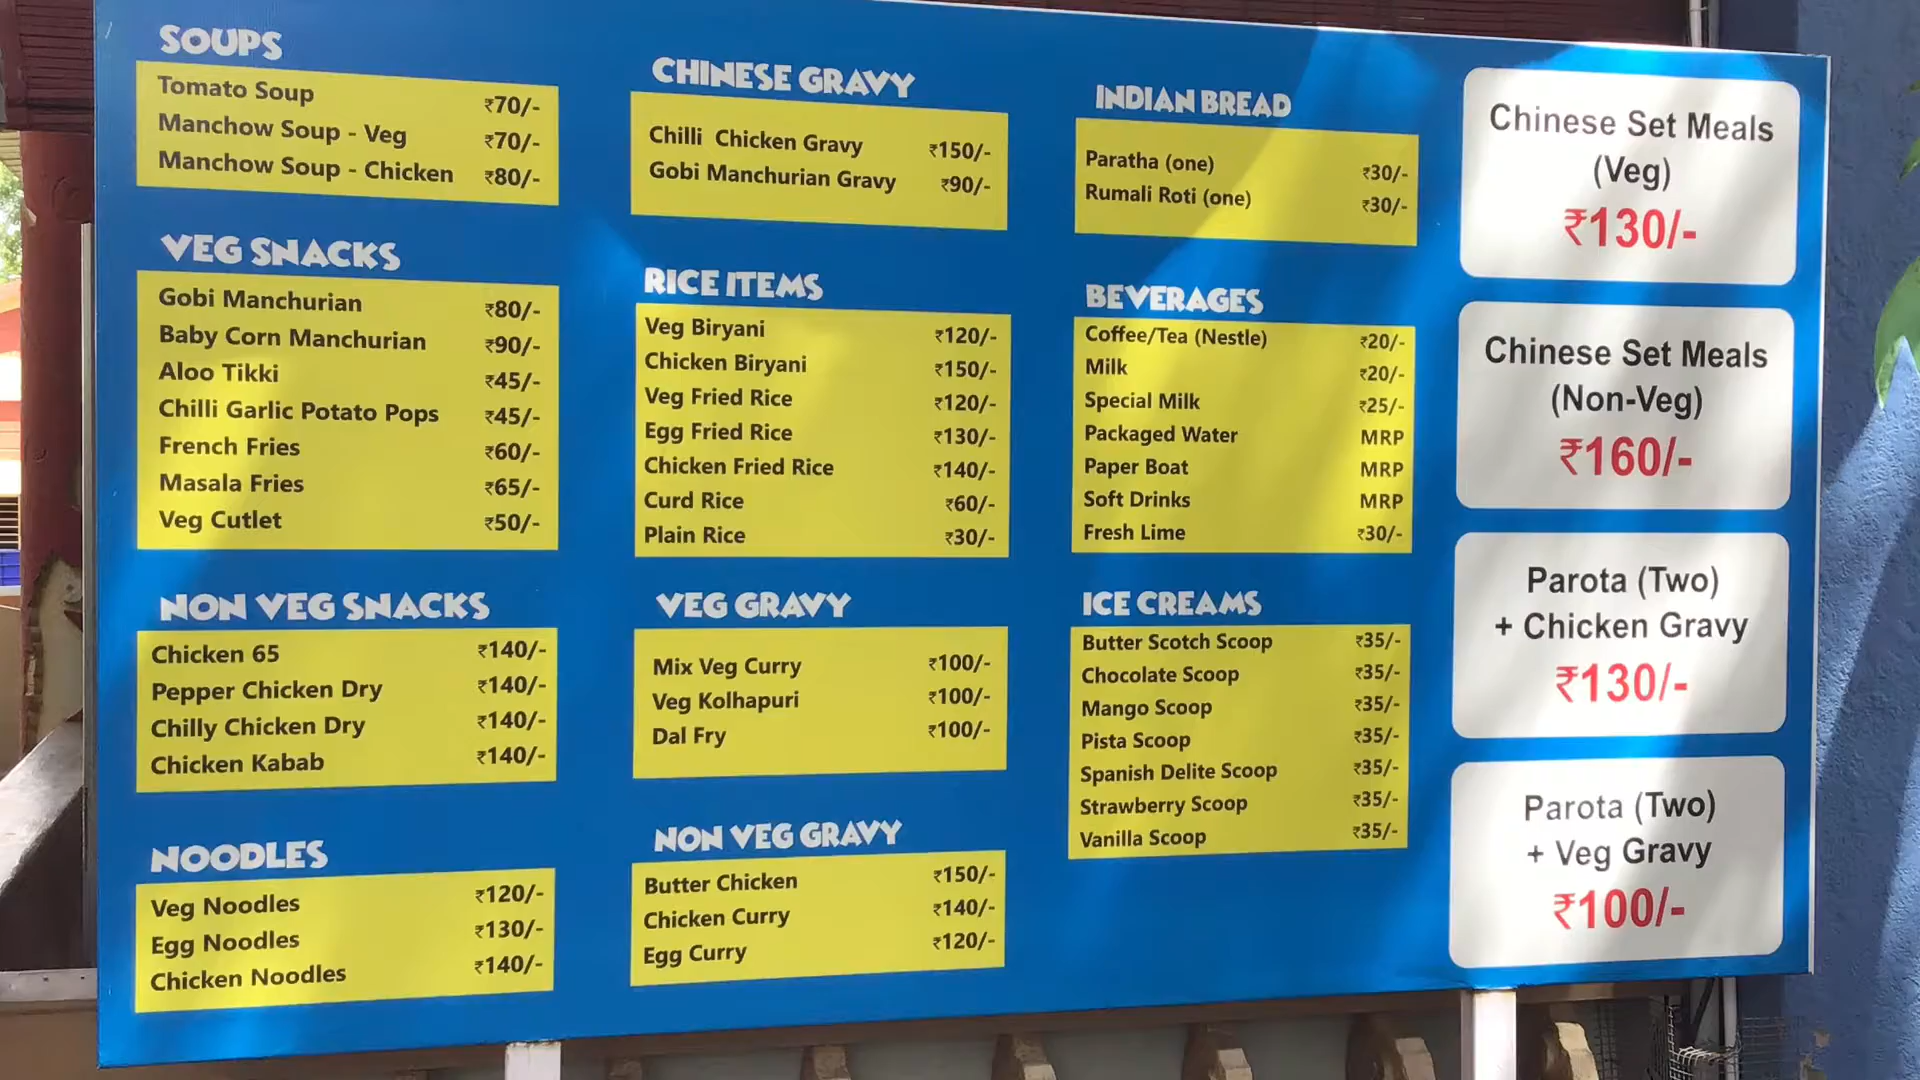 SOUPS
Tomato Soup ₹70/-
Manchow Soup - Veg ₹70/-
Manchow Soup - Chicken ₹80/-
VEG SNACKS
Gobi Manchurian ₹80/-
Baby Corn Manchurian ₹90/-
Aloo Tikki ₹45/-
Chilli Garlic Potato Pops ₹45/-
French Fries ₹60/-
Masala Fries ₹65/-
Veg Cutlet ₹50/-
NON VEG SNACKS
Chicken 65 ₹140/-
Pepper Chicken Dry ₹140/-
Chilly Chicken Dry ₹140/-
Chicken Kabab ₹140/-
NOODLES
Veg Noodles ₹120/-
Egg Noodles ₹130/-
Chicken Noodles ₹140/-
CHINESE GRAVY
Chilli Chicken Gravy ₹150/-
Gobi Manchurian Gravy ₹90/-
RICE ITEMS
Veg Biryani ₹120/-
Chicken Biryani ₹150/-
Veg Fried Rice ₹120/-
Egg Fried Rice ₹130/-
Chicken Fried Rice ₹140/-
Curd Rice ₹60/-
Plain Rice ₹30/-
VEG GRAVY
Mix Veg Curry ₹100/-
Veg Kolhapuri ₹100/-
Dal Fry ₹100/-
NON VEG GRAVY
Butter Chicken ₹150/-
Chicken Curry ₹140/-
Egg Curry ₹120/-
INDIAN BREAD
Paratha (one) ₹30/-
Rumali Roti (one) ₹30/-
BEVERAGES
Coffee/Tea (Nestle) ₹20/-
Milk ₹20/-
Special Milk ₹25/-
Packaged Water MRP
Paper Boat MRP
Soft Drinks MRP
Fresh Lime ₹30/-
ICE CREAMS
Butter Scotch Scoop ₹35/-
Chocolate Scoop ₹35/-
Mango Scoop ₹35/-
Pista Scoop ₹35/-
Spanish Delite Scoop ₹35/-
Strawberry Scoop ₹35/-
Vanilla Scoop ₹35/-
Chinese Set Meals
(Veg)
₹130/-
Chinese Set Meals
(Non-Veg)
₹160/-
Parota (Two)
+ Chicken Gravy
₹130/-
Parota (Two)
+ Veg Gravy
₹100/-